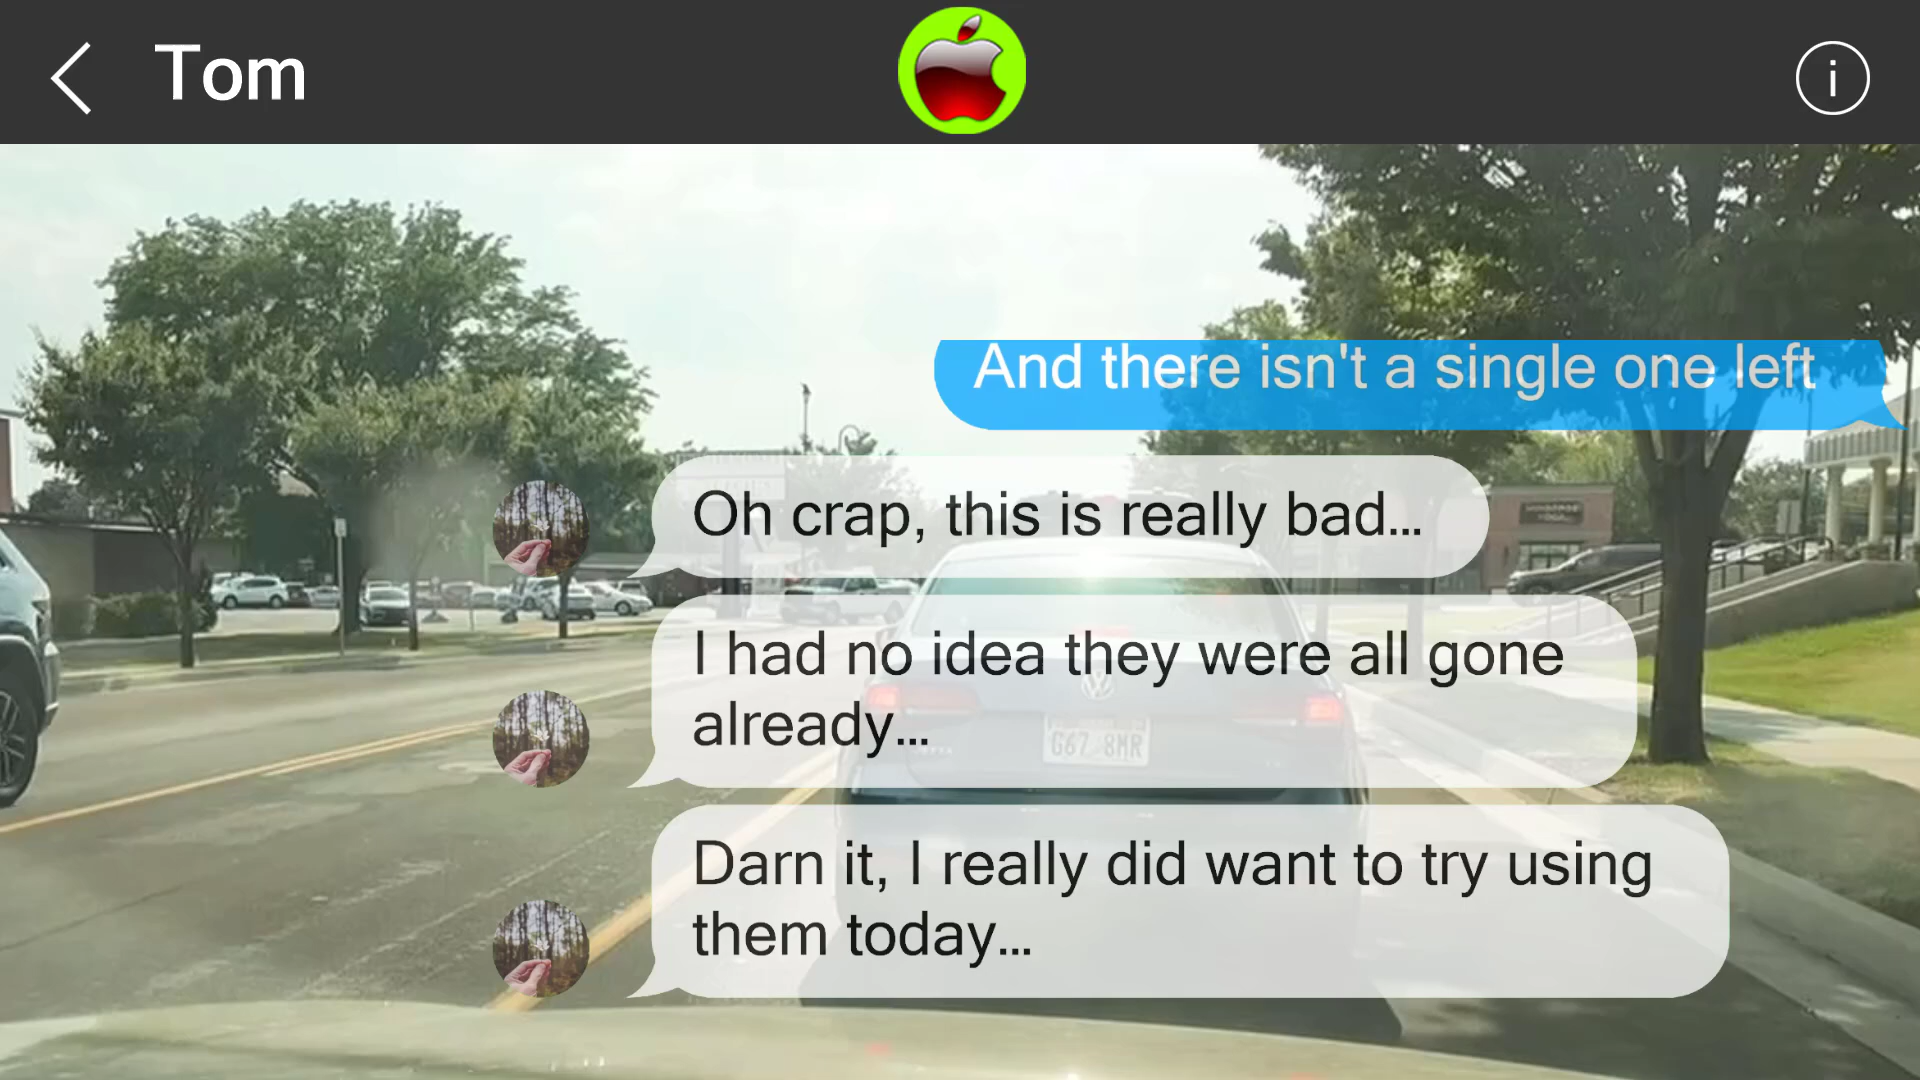 Tom
i
And there isn't a single one left
Oh crap, this is really bad...
I had no idea they were all gone
already...
G67 8MR
Darn it, I really did want to try using
them today...